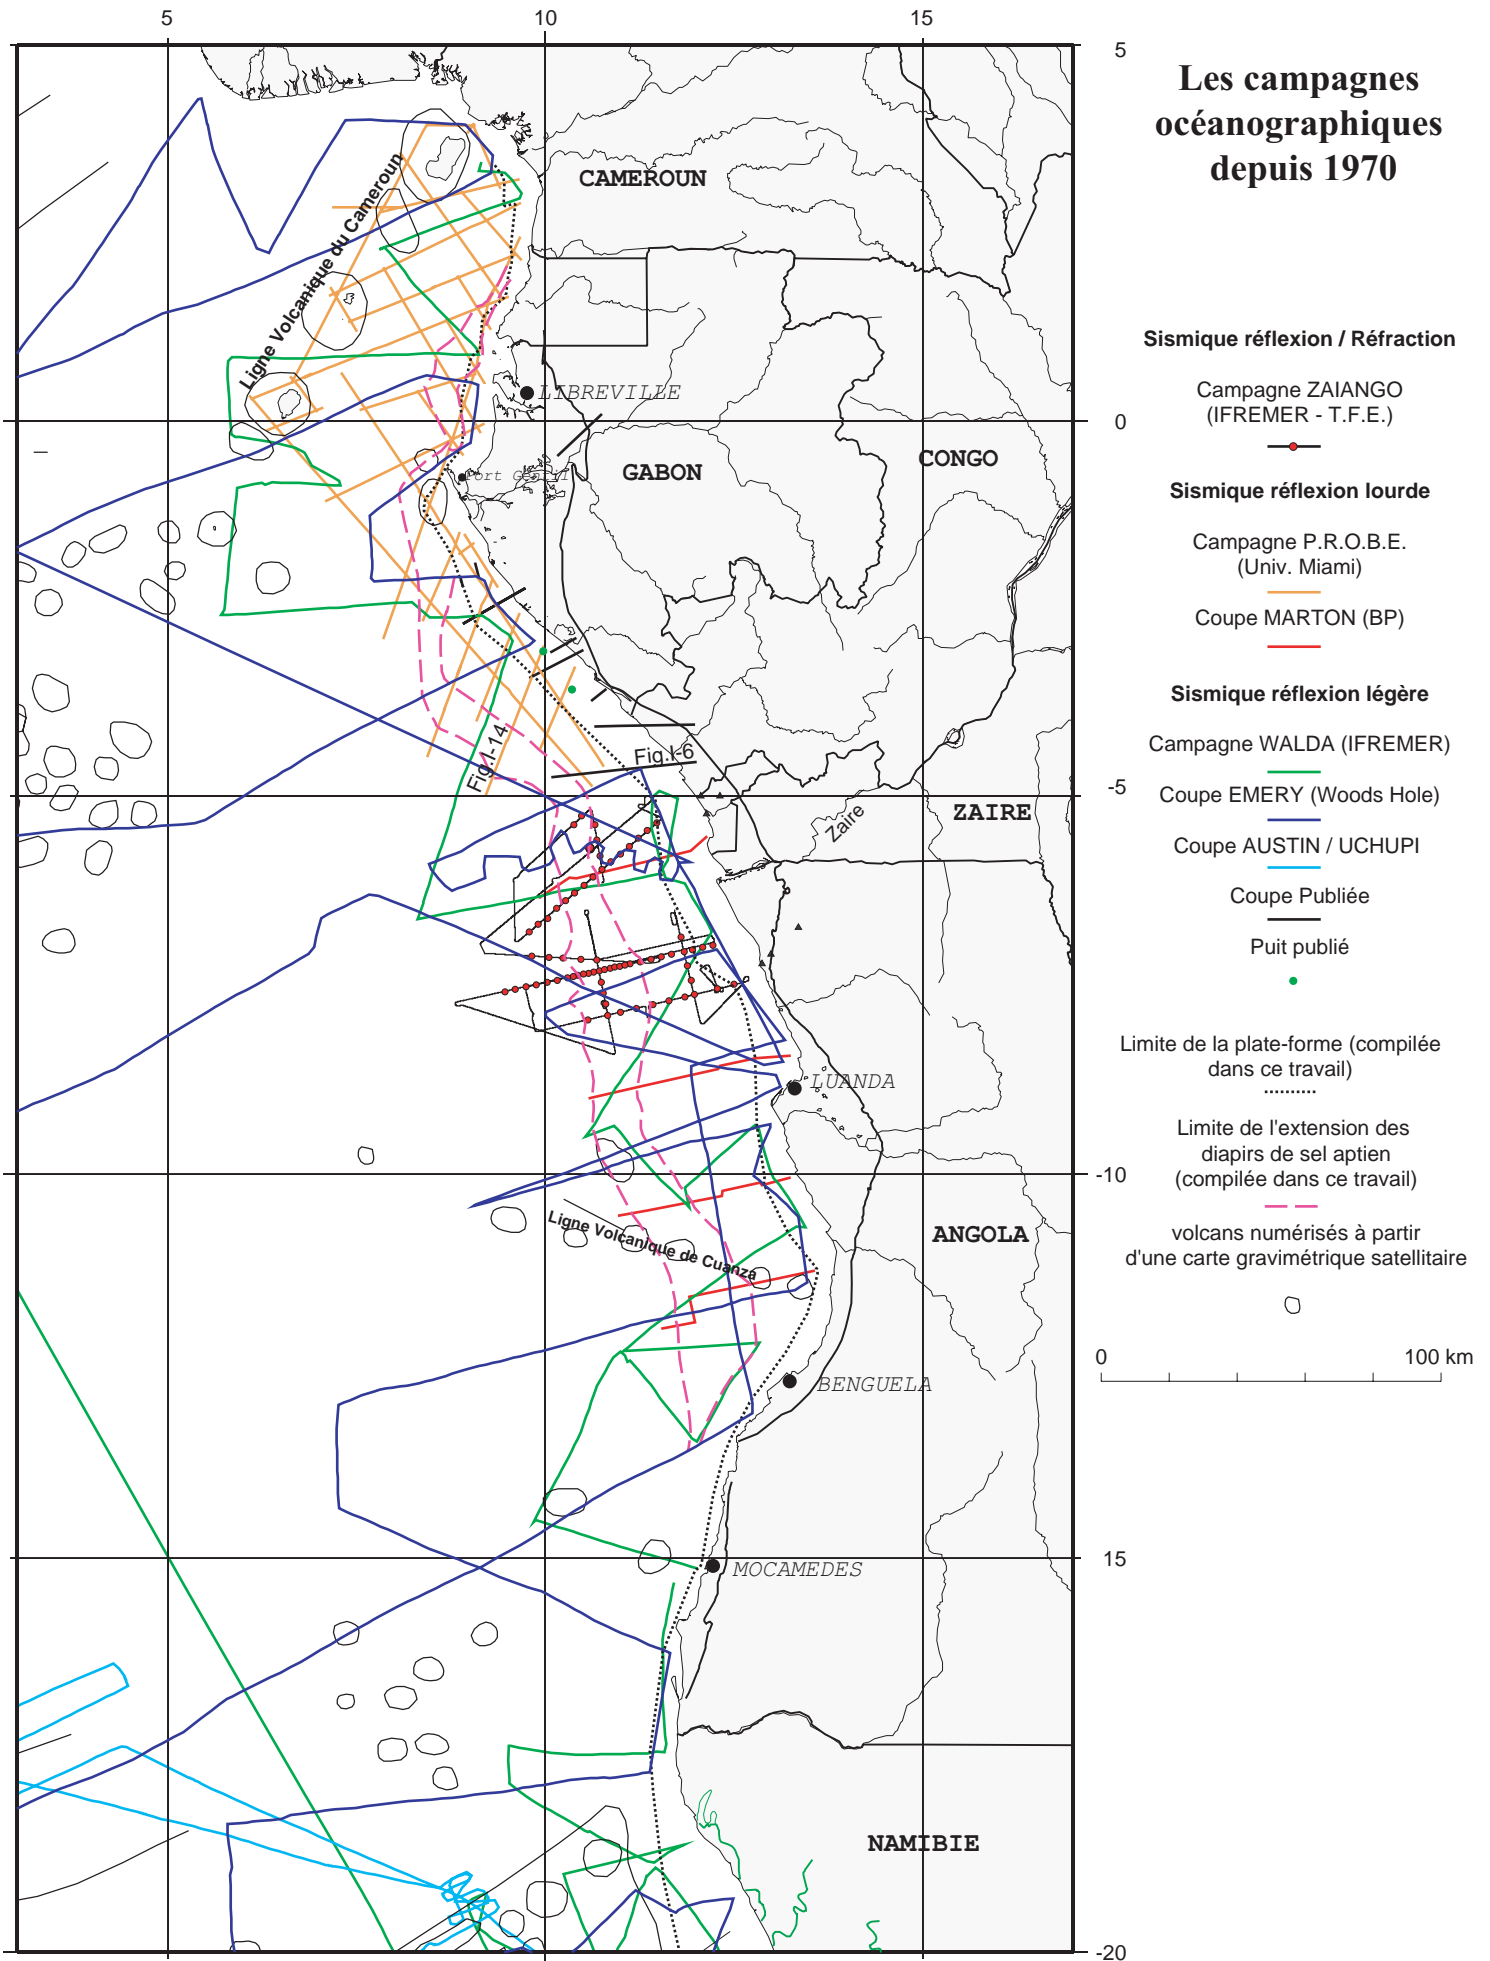 5
10
15
5
Les campagnes
océanographiques
depuis 1970
CAMEROUN
Ligne Volcanique du Cameroun
Sismique réflexion / Réfraction
LIBREVILLE
Campagne ZAIANGO
(IFREMER - T.F.E.)
0
CONGO
GABON
Port Gentil
Sismique réflexion lourde
Campagne P.R.O.B.E.
(Univ. Miami)
Coupe MARTON (BP)
Sismique réflexion légère
Fig.I-14
Fig.I-6
Campagne WALDA (IFREMER)
-5
Coupe EMERY (Woods Hole)
ZAIRE
Zaire
Coupe AUSTIN / UCHUPI
Coupe Publiée
Puit publié
Limite de la plate-forme (compilée
dans ce travail)
LUANDA
Limite de l'extension des
diapirs de sel aptien
(compilée dans ce travail)
-10
Ligne Volcanique de Cuanza
ANGOLA
volcans numérisés à partir
d'une carte gravimétrique satellitaire
0
100 km
BENGUELA
15
MOCAMEDES
NAMIBIE
-20